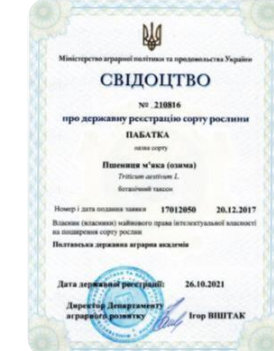 Міністерство аграрної політики та продовольства України
СВІДОЦТВО
№ 210816
про державну реєстрацію сорту рослини
ПАБАТКА
назва сорту
Пшениця м'яка (озима)
Triticum aestivum L.
ботанічний таксон
Номер і дата подання заявки 17012050 20.12.2017
Власник (власники) майнового права інтелектуальної власності
на поширення сорту рослин
Полтавська державна аграрна академія
Дата державної реєстрації: 26.10.2021
Директор Департаменту
аграрного розвитку Ігор ВІШТАК